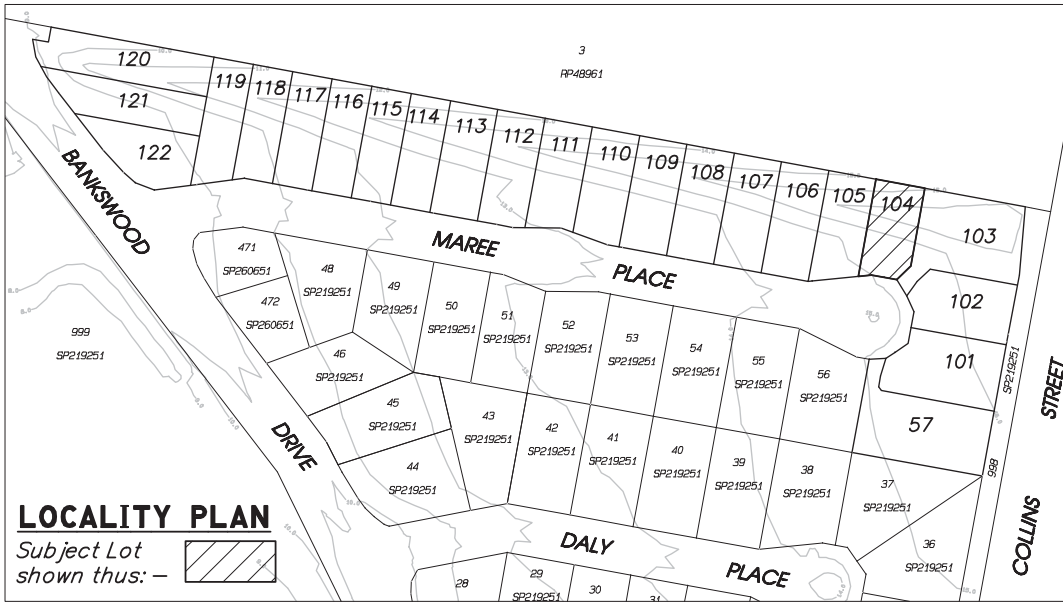 3
RP48961
120
121
122
119
118
117
116
115
114
113
112
111
110
109
108
107
106
105
104
103
102
101
57
BANKSWOOD
DRIVE
MAREE
PLACE
471
SP260651
472
SP260651
48
SP219251
49
SP219251
50
SP219251
51
SP219251
52
SP219251
53
SP219251
54
SP219251
55
SP219251
56
SP219251
46
SP219251
45
SP219251
44
SP219251
43
SP219251
42
SP219251
41
SP219251
40
SP219251
39
SP219251
38
SP219251
37
SP219251
36
SP219251
999
SP219251
998
SP219251
COLLINS
STREET
DALY
PLACE
28
29
SP219251
30
31
LOCALITY PLAN
Subject Lot
shown thus: –